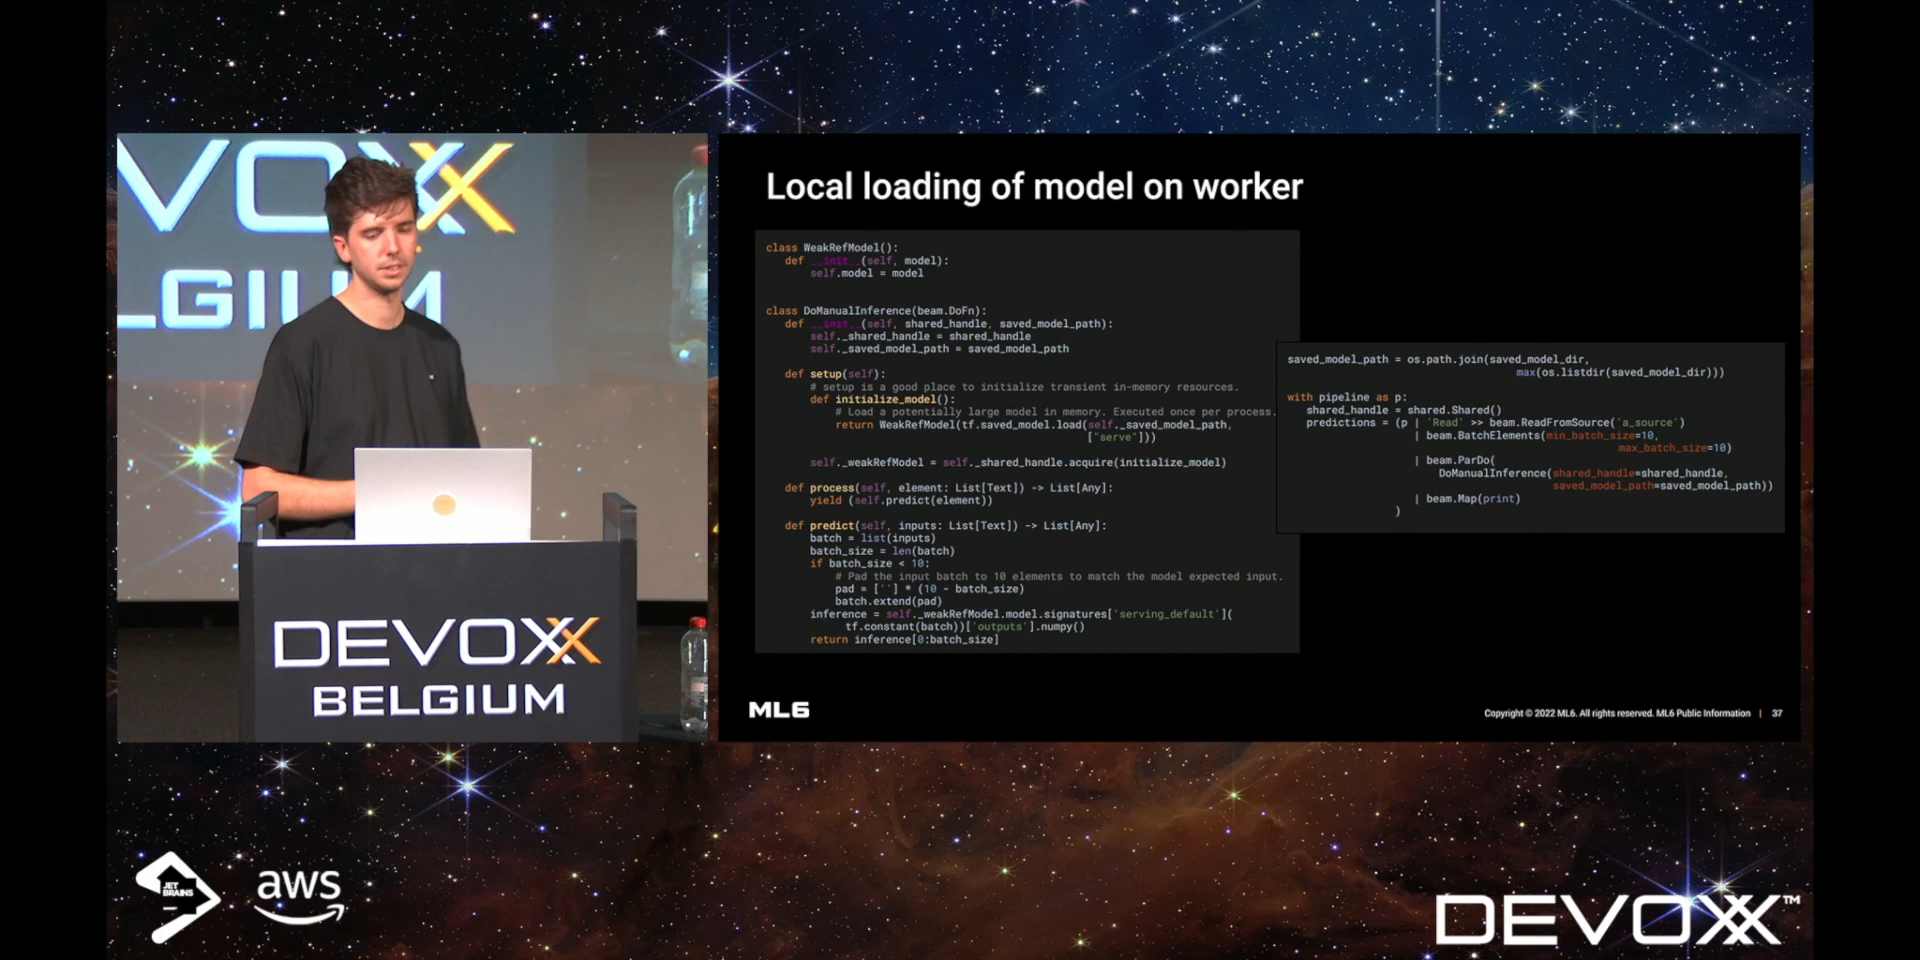 VOXX
LGIUM
DEVOXX
BELGIUM
Local loading of model on worker
class WeakRefModel():
def __init__(self, model):
self.model = model
class DoManualInference(beam.DoFn):
def __init__(self, shared_handle, saved_model_path):
self._shared_handle = shared_handle
self._saved_model_path = saved_model_path
def setup(self):
# setup is a good place to initialize transient in-memory resources.
def initialize_model():
# Load a potentially large model in memory. Executed once per process.
return WeakRefModel(tf.saved_model.load(self._saved_model_path,
["serve"]))
self._weakRefModel = self._shared_handle.acquire(initialize_model)
def process(self, element: List[Text]) -> List[Any]:
yield (self.predict(element))
def predict(self, inputs: List[Text]) -> List[Any]:
batch = list(inputs)
batch_size = len(batch)
if batch_size < 10:
# Pad the input batch to 10 elements to match the model expected input.
pad = [''] * (10 - batch_size)
batch.extend(pad)
inference = self._weakRefModel.model.signatures['serving_default'](
tf.constant(batch))['outputs'].numpy()
return inference[0:batch_size]
saved_model_path = os.path.join(saved_model_dir,
max(os.listdir(saved_model_dir)))
with pipeline as p:
shared_handle = shared.Shared()
predictions = (p | 'Read' >> beam.ReadFromSource('a_source')
| beam.BatchElements(min_batch_size=10,
max_batch_size=10)
| beam.ParDo(
DoManualInference(shared_handle=shared_handle,
saved_model_path=saved_model_path))
| beam.Map(print)
)
ML6
Copyright © 2022 ML6. All rights reserved. ML6 Public Information | 37
JET
BRAINS
aws
DEVOXX™